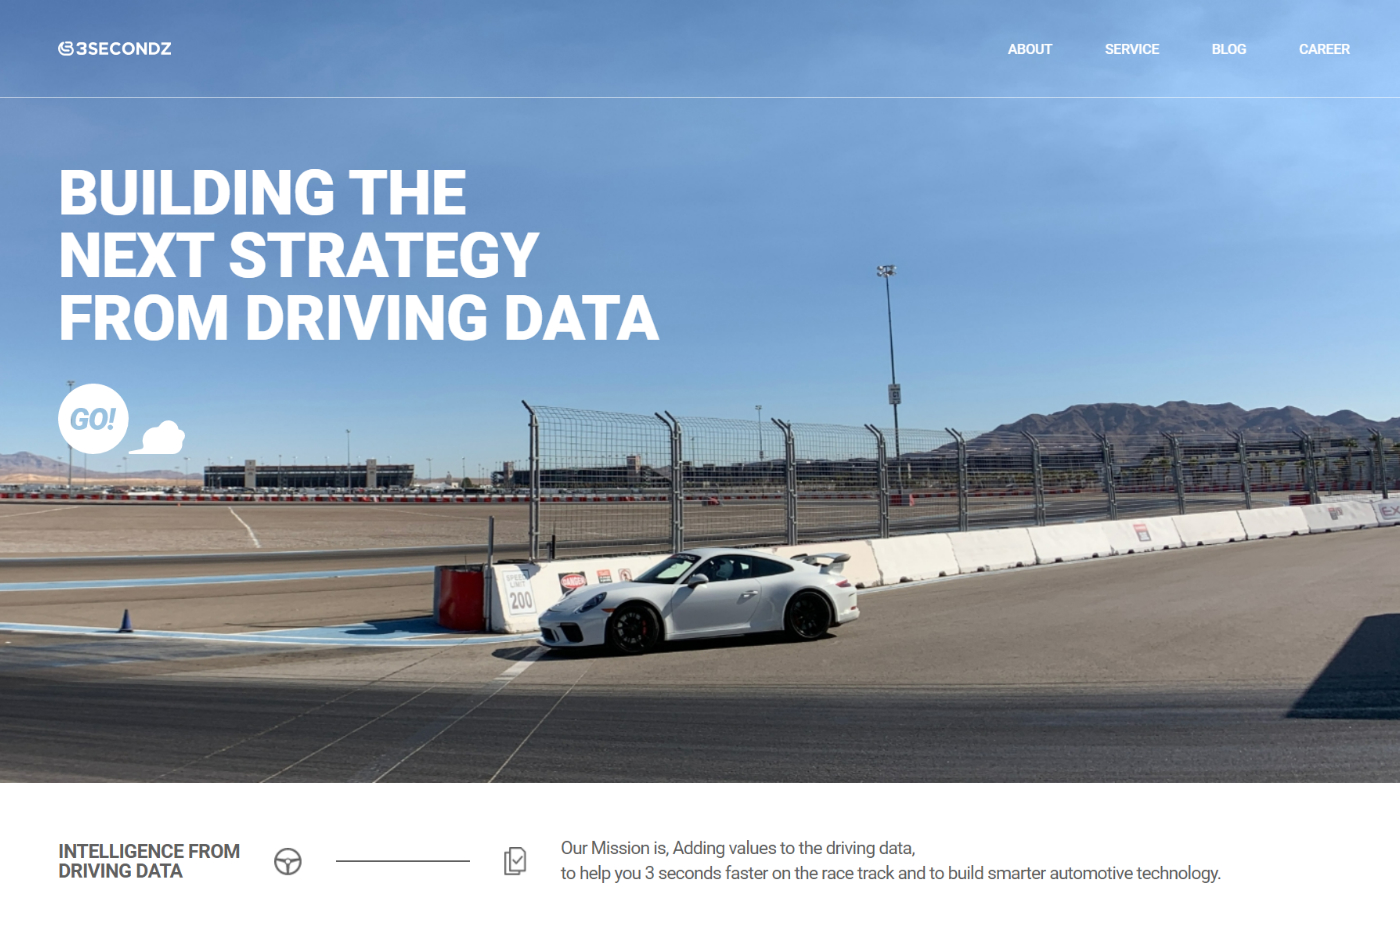 3SECONDZ
ABOUT
SERVICE
BLOG
CAREER
BUILDING THE
NEXT STRATEGY
FROM DRIVING DATA
GO!
SPEED
LIMIT
200
DANGER
INTELLIGENCE FROM
DRIVING DATA
Our Mission is, Adding values to the driving data,
to help you 3 seconds faster on the race track and to build smarter automotive technology.